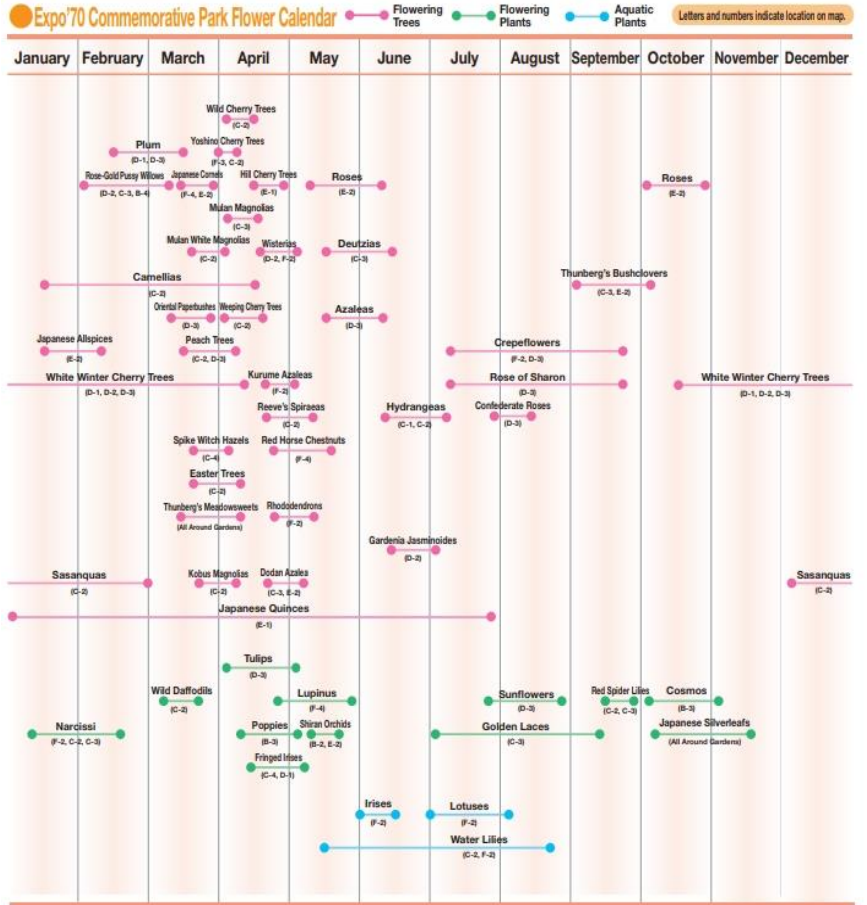 Expo'70 Commemorative Park Flower Calendar
Flowering Trees
Flowering Plants
Aquatic Plants
Letters and numbers indicate location on map.
January February March April May June July August September October November December
Wild Cherry Trees
(C-2)
Plum
(D-1, D-3)
Yoshino Cherry Trees
(F-3, C-2)
Rose-Gold Pussy Willows
(D-2, C-3, B-4)
Japanese Cornels
(F-4, E-2)
Hill Cherry Trees
(E-1)
Roses
(E-2)
Roses
(E-2)
Mulan Magnolias
(C-3)
Mulan White Magnolias
(C-2)
Wisterias
(D-2, F-2)
Deutzias
(C-3)
Camellias
(C-2)
Thunberg's Bushclovers
(C-3, E-2)
Oriental Paperbushes
(D-3)
Weeping Cherry Trees
(C-2)
Azaleas
(D-3)
Japanese Allspices
(E-2)
Peach Trees
(C-2, D-3)
Crepeflowers
(F-2, D-3)
White Winter Cherry Trees
(D-1, D-2, D-3)
Kurume Azaleas
(F-2)
Rose of Sharon
(D-3)
White Winter Cherry Trees
(D-1, D-2, D-3)
Reeve's Spiraeas
(C-2)
Hydrangeas
(C-1, C-2)
Confederate Roses
(D-3)
Spike Witch Hazels
(C-4)
Red Horse Chestnuts
(F-4)
Easter Trees
(C-2)
Thunberg's Meadowsweets
(All Around Gardens)
Rhododendrons
(F-2)
Gardenia Jasminoides
(D-2)
Sasanquas
(C-2)
Kobus Magnolias
(C-2)
Dodan Azalea
(C-3, E-2)
Sasanquas
(C-2)
Japanese Quinces
(E-1)
Tulips
(D-3)
Wild Daffodils
(C-2)
Lupinus
(F-4)
Sunflowers
(D-3)
Red Spider Lilies
(C-2, C-3)
Cosmos
(B-3)
Narcissi
(F-2, C-2, C-3)
Poppies
(B-3)
Shiran Orchids
(B-2, E-2)
Golden Laces
(C-3)
Japanese Silverleafs
(All Around Gardens)
Fringed Irises
(C-4, D-1)
Irises
(F-2)
Lotuses
(F-2)
Water Lilies
(C-2, F-2)